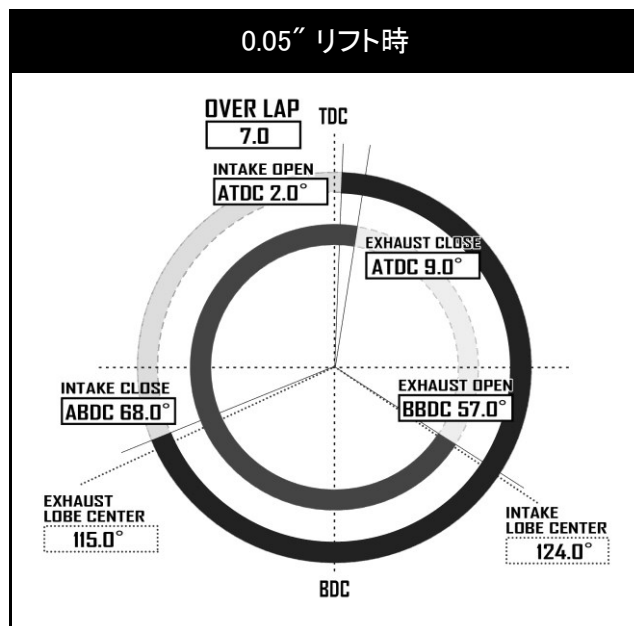 0.05″ リフト時
OVER LAP
7.0
TDC
INTAKE OPEN
ATDC 2.0°
EXHAUST CLOSE
ATDC 9.0°
INTAKE CLOSE
ABDC 68.0°
EXHAUST OPEN
BBDC 57.0°
EXHAUST
LOBE CENTER
115.0°
INTAKE
LOBE CENTER
124.0°
BDC